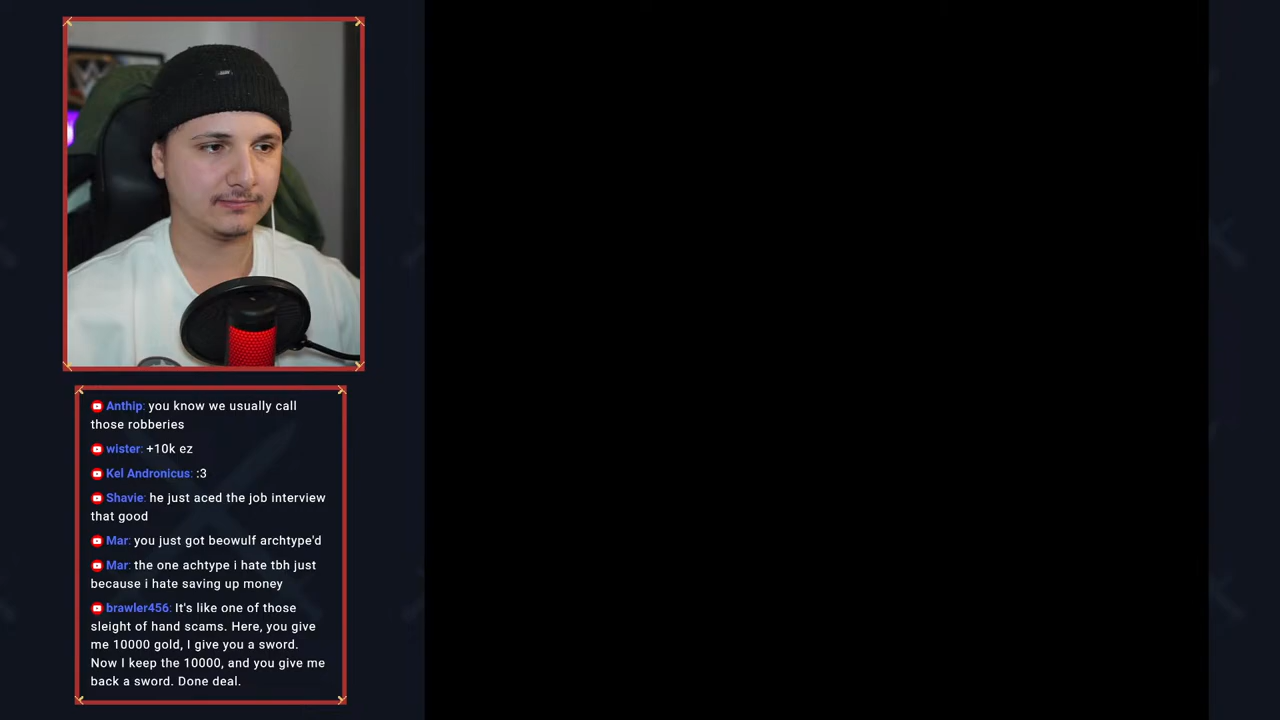 Anthip: you know we usually call
those robberies
wister: +10k ez
Kel Andronicus: :3
Shavie: he just aced the job interview
that good
Mar: you just got beowulf archtype'd
Mar: the one achtype i hate tbh just
because i hate saving up money
brawler456: It's like one of those
sleight of hand scams. Here, you give
me 10000 gold, I give you a sword.
Now I keep the 10000, and you give me
back a sword. Done deal.